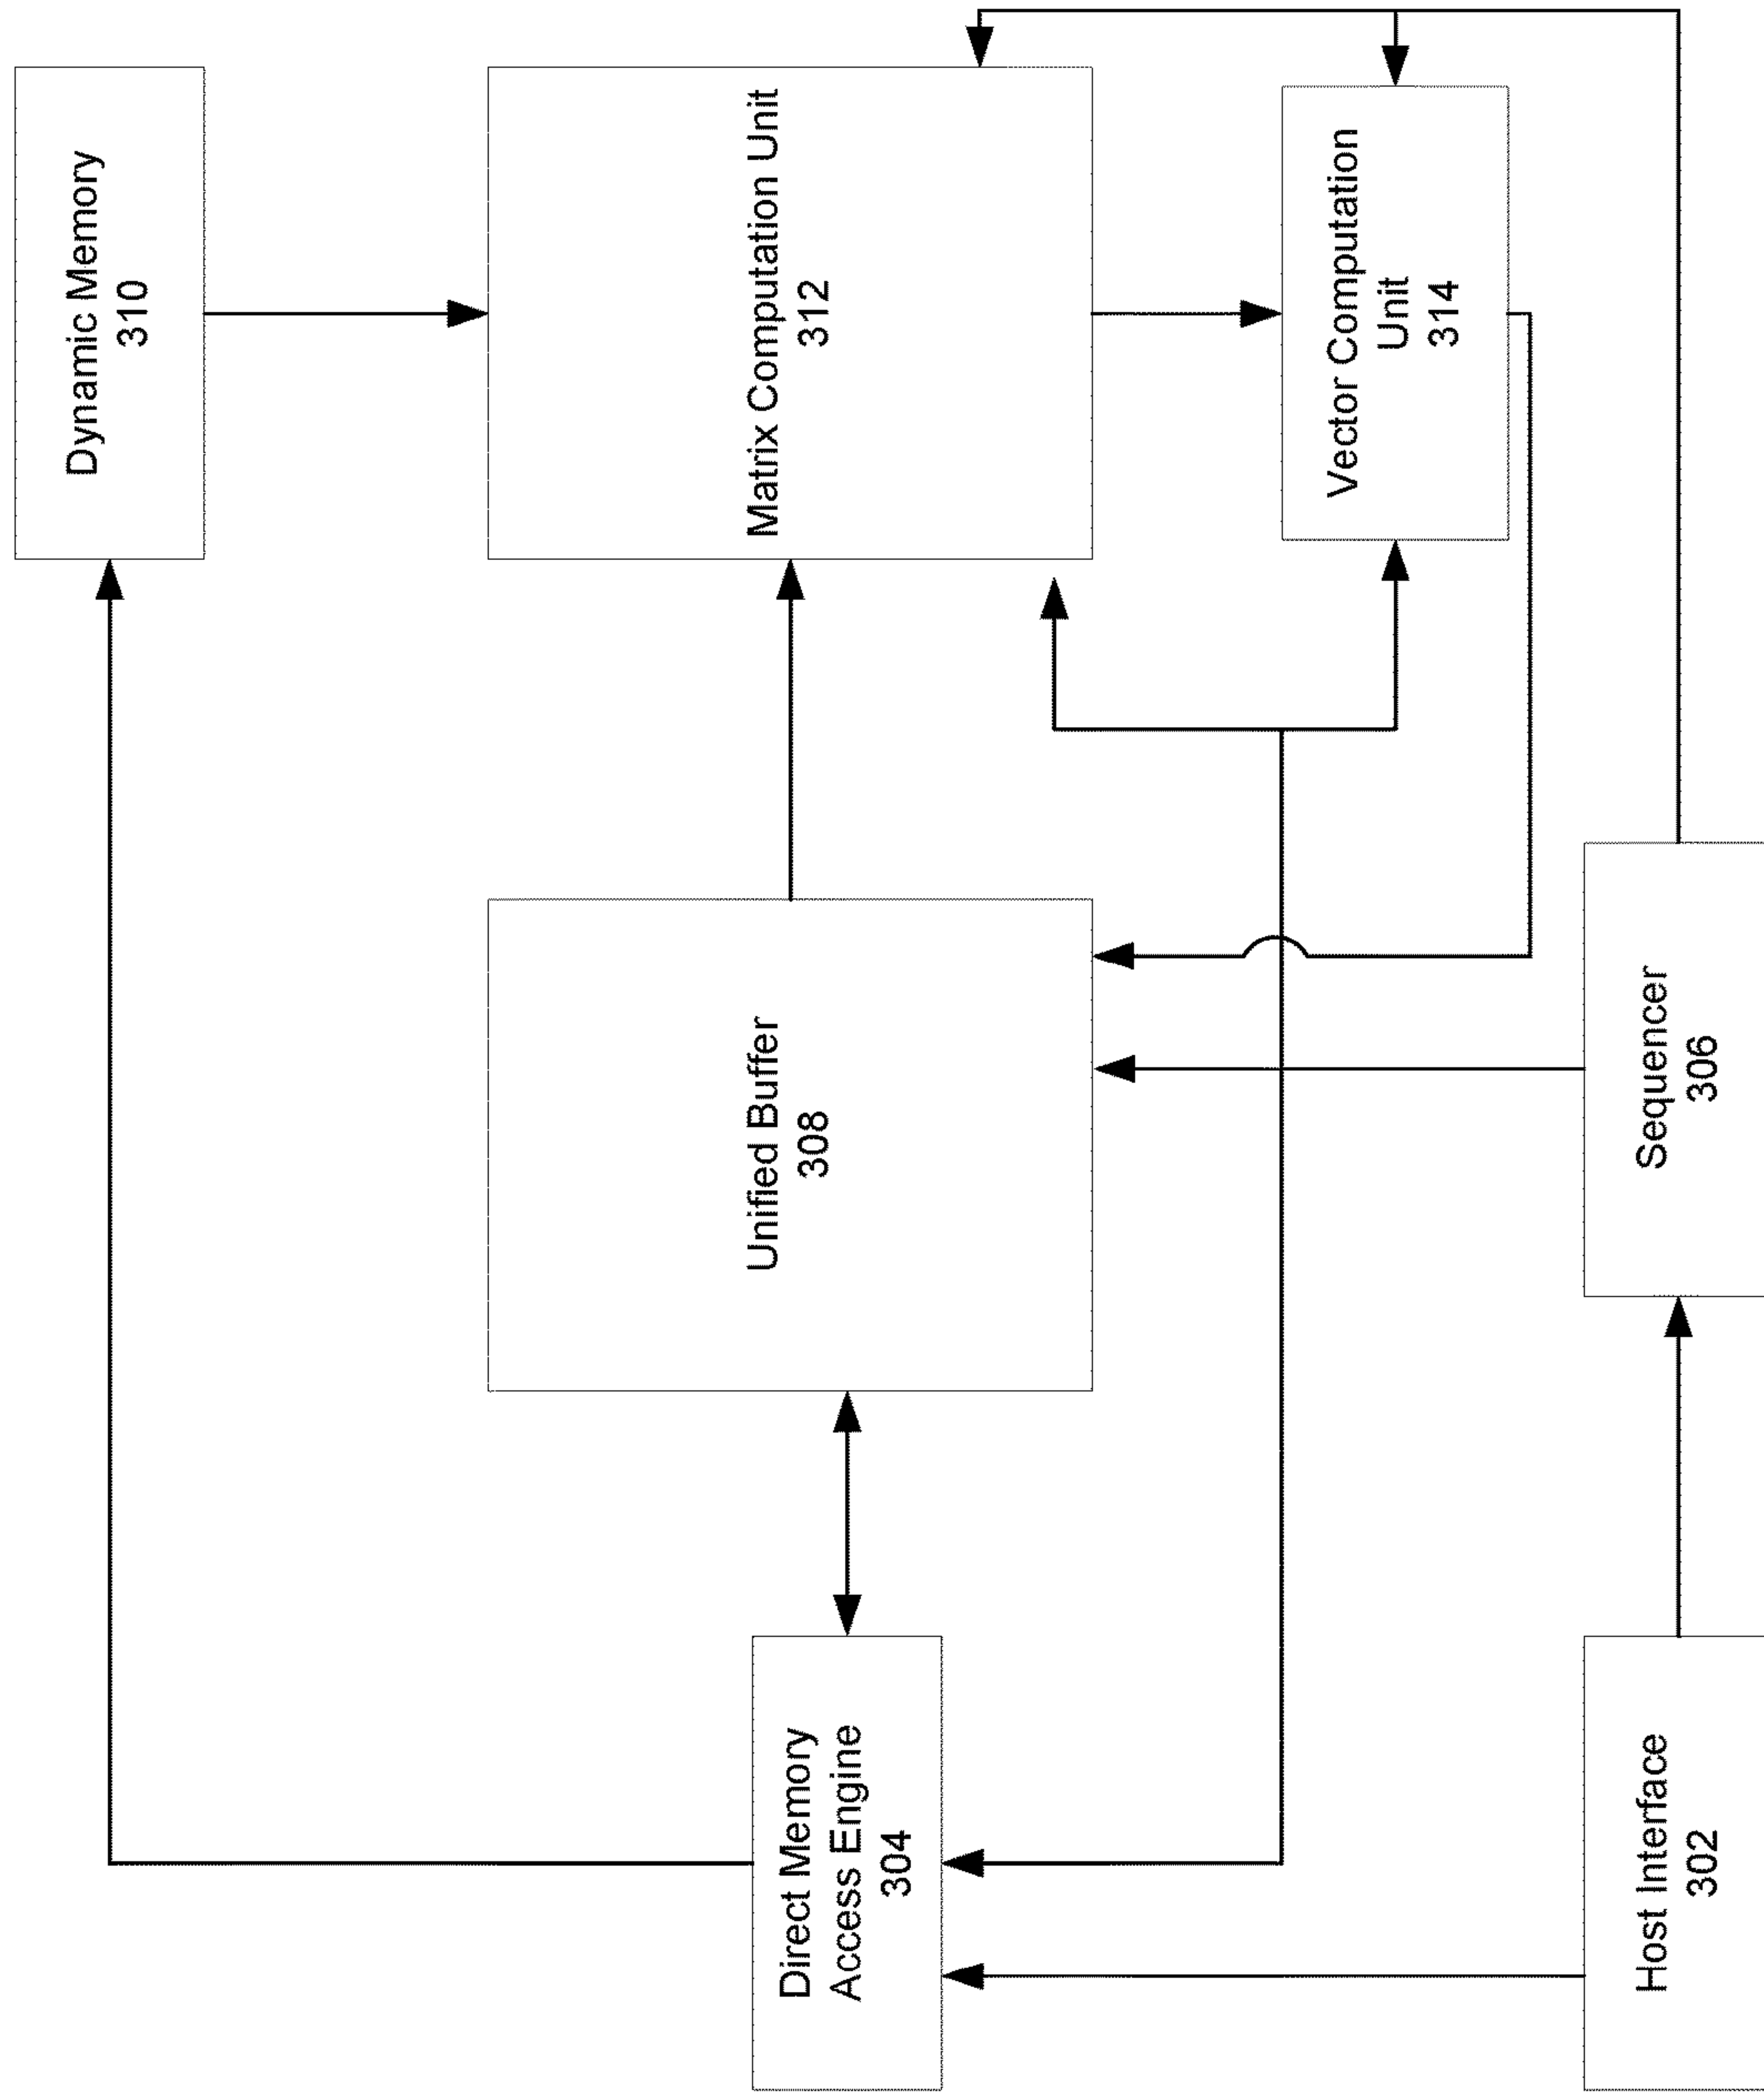 Dynamic Memory
310
Matrix Computation Unit
312
Vector Computation
Unit
314
Unified Buffer
308
Sequencer
306
Direct Memory
Access Engine
304
Host Interface
302